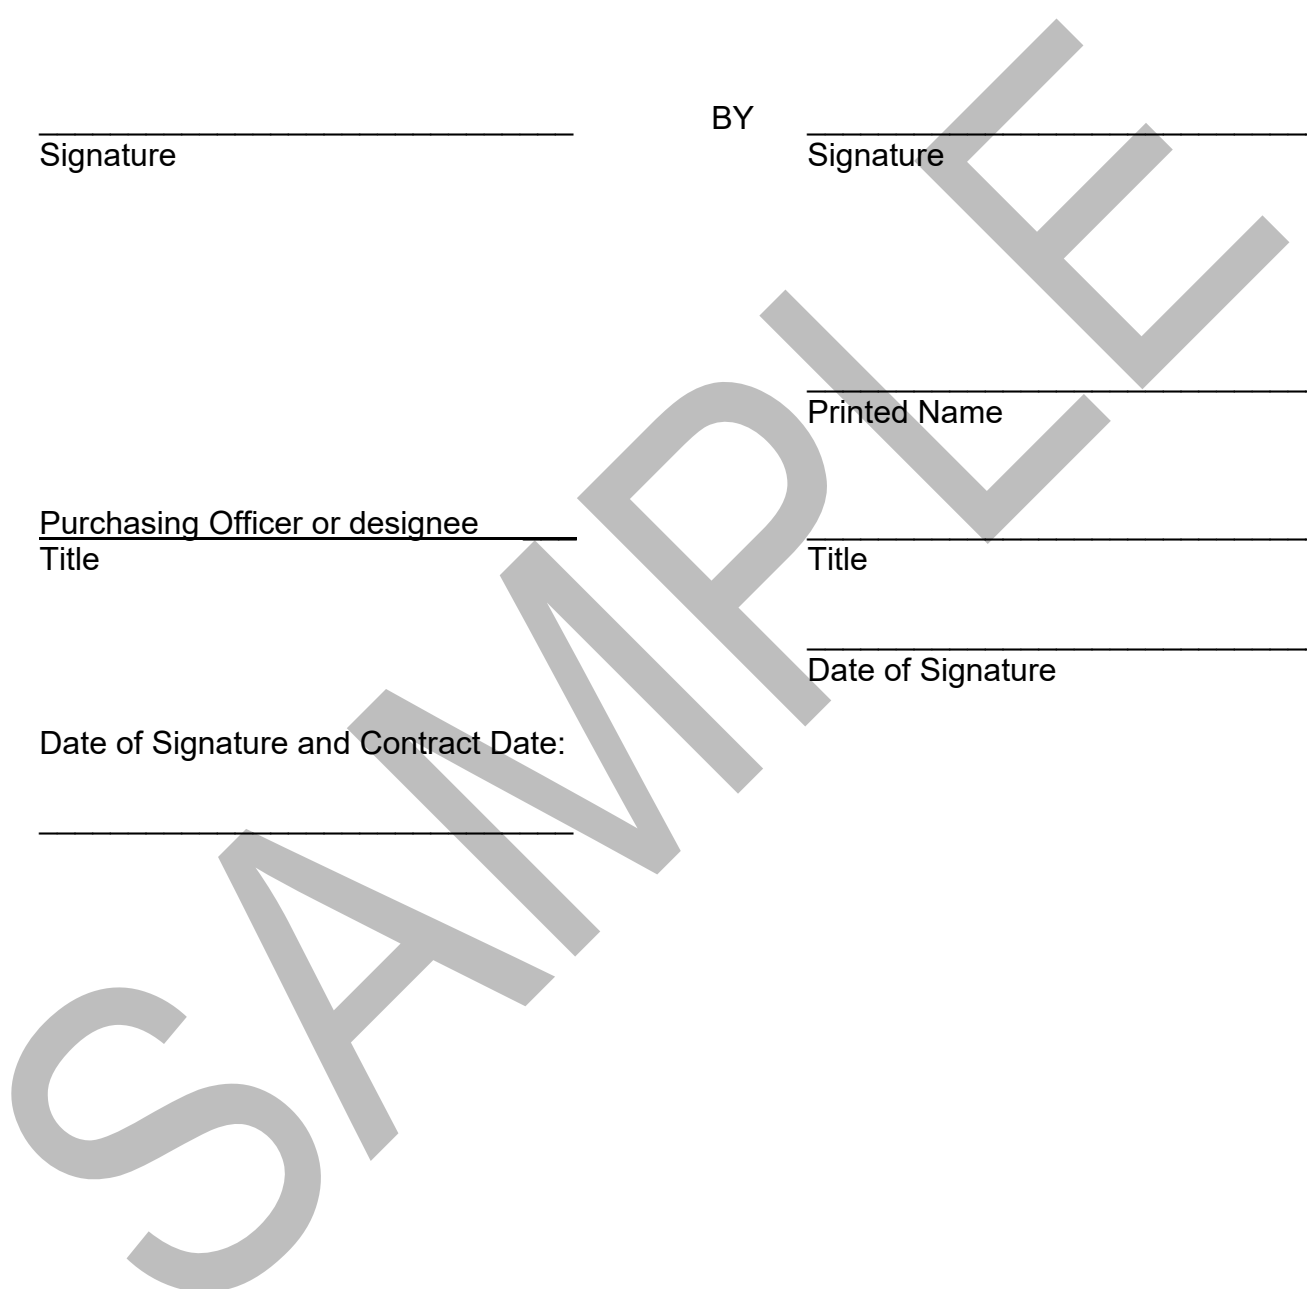 BY
Signature
Signature
Printed Name
Purchasing Officer or designee
Title
Title
Date of Signature
Date of Signature and Contract Date:
SAMPLE